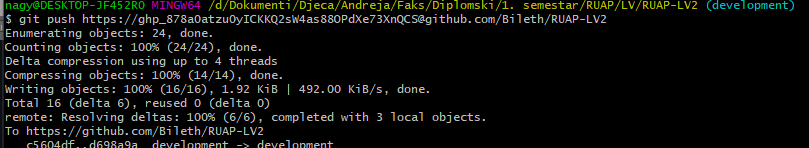 nagy@DESKTOP-JF452RO MINGW64 /d/Dokumenti/Djeca/Andreja/Faks/Diplomski/1. semestar/RUAP/LV/RUAP-LV2 (development)
$ git push https://[access token omitted]@github.com/Bileth/RUAP-LV2
Enumerating objects: 24, done.
Counting objects: 100% (24/24), done.
Delta compression using up to 4 threads
Compressing objects: 100% (14/14), done.
Writing objects: 100% (16/16), 1.92 KiB | 492.00 KiB/s, done.
Total 16 (delta 6), reused 0 (delta 0)
remote: Resolving deltas: 100% (6/6), completed with 3 local objects.
To https://github.com/Bileth/RUAP-LV2
c5604df..d698a9a development -> development